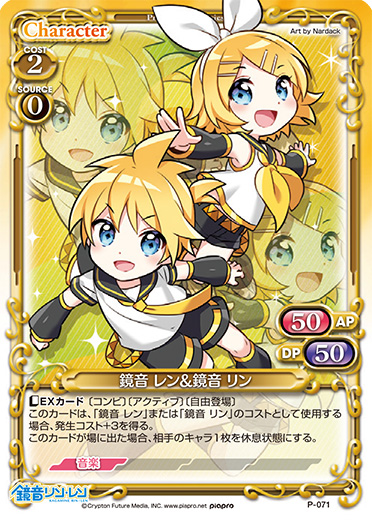 Character
Art by Nardack
COST
2
SOURCE
0
50 AP
DP 50
鏡音 レン&鏡音 リン
EXカード 〔コンビ〕〔アクティブ〕〔自由登場〕
このカードは、「鏡音 レン」または「鏡音 リン」のコストとして使用する
場合、発生コスト+3を得る。
このカードが場に出た場合、相手のキャラ1枚を休息状態にする。
音楽
鏡音リン・レン
KAGAMINE RIN/LEN
©Crypton Future Media, INC. www.piapro.net piapro
P-071